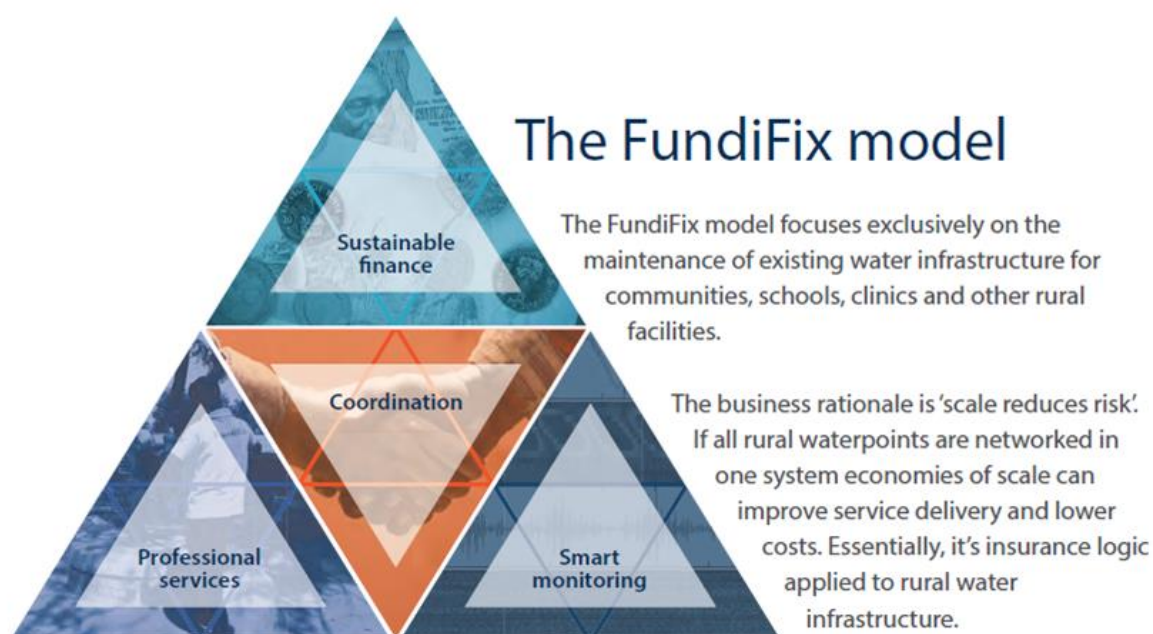 The FundiFix model
The FundiFix model focuses exclusively on the
maintenance of existing water infrastructure for
communities, schools, clinics and other rural
facilities.
The business rationale is ‘scale reduces risk’.
If all rural waterpoints are networked in
one system economies of scale can
improve service delivery and lower
costs. Essentially, it’s insurance logic
applied to rural water
infrastructure.
Sustainable
finance
Coordination
Professional
services
Smart
monitoring